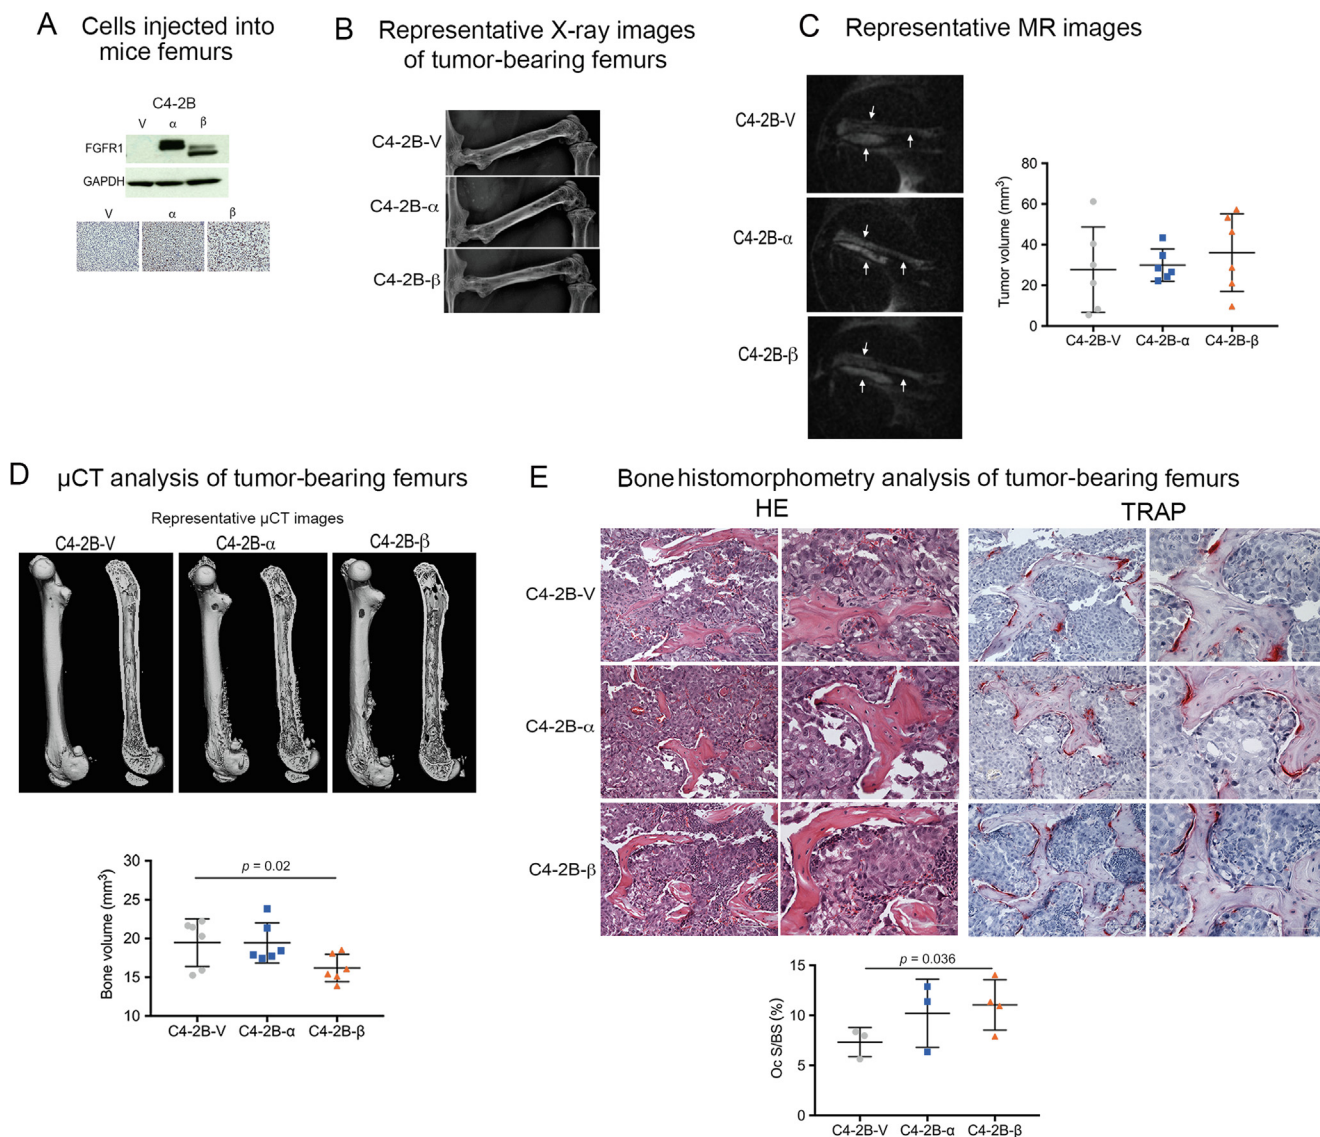 A Cells injected into
mice femurs
C4-2B
V α β
FGFR1
GAPDH
V α β
B Representative X-ray images
of tumor-bearing femurs
C4-2B-V
C4-2B-α
C4-2B-β
C Representative MR images
C4-2B-V
C4-2B-α
C4-2B-β
Tumor volume (mm³)
80
60
40
20
0
C4-2B-V C4-2B-α C4-2B-β
D µCT analysis of tumor-bearing femurs
Representative µCT images
C4-2B-V C4-2B-α C4-2B-β
Bone volume (mm³)
30
25
20
15
10
p = 0.02
C4-2B-V C4-2B-α C4-2B-β
E Bone histomorphometry analysis of tumor-bearing femurs
HE TRAP
C4-2B-V
C4-2B-α
C4-2B-β
Oc S/BS (%)
15
10
5
0
p = 0.036
C4-2B-V C4-2B-α C4-2B-β